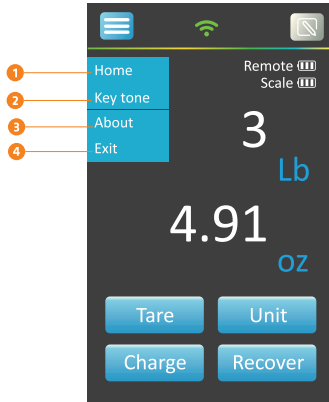 1 Home
2 Key tone
3 About
4 Exit
Remote
Scale
3
Lb
4.91
oz
Tare Unit
Charge Recover